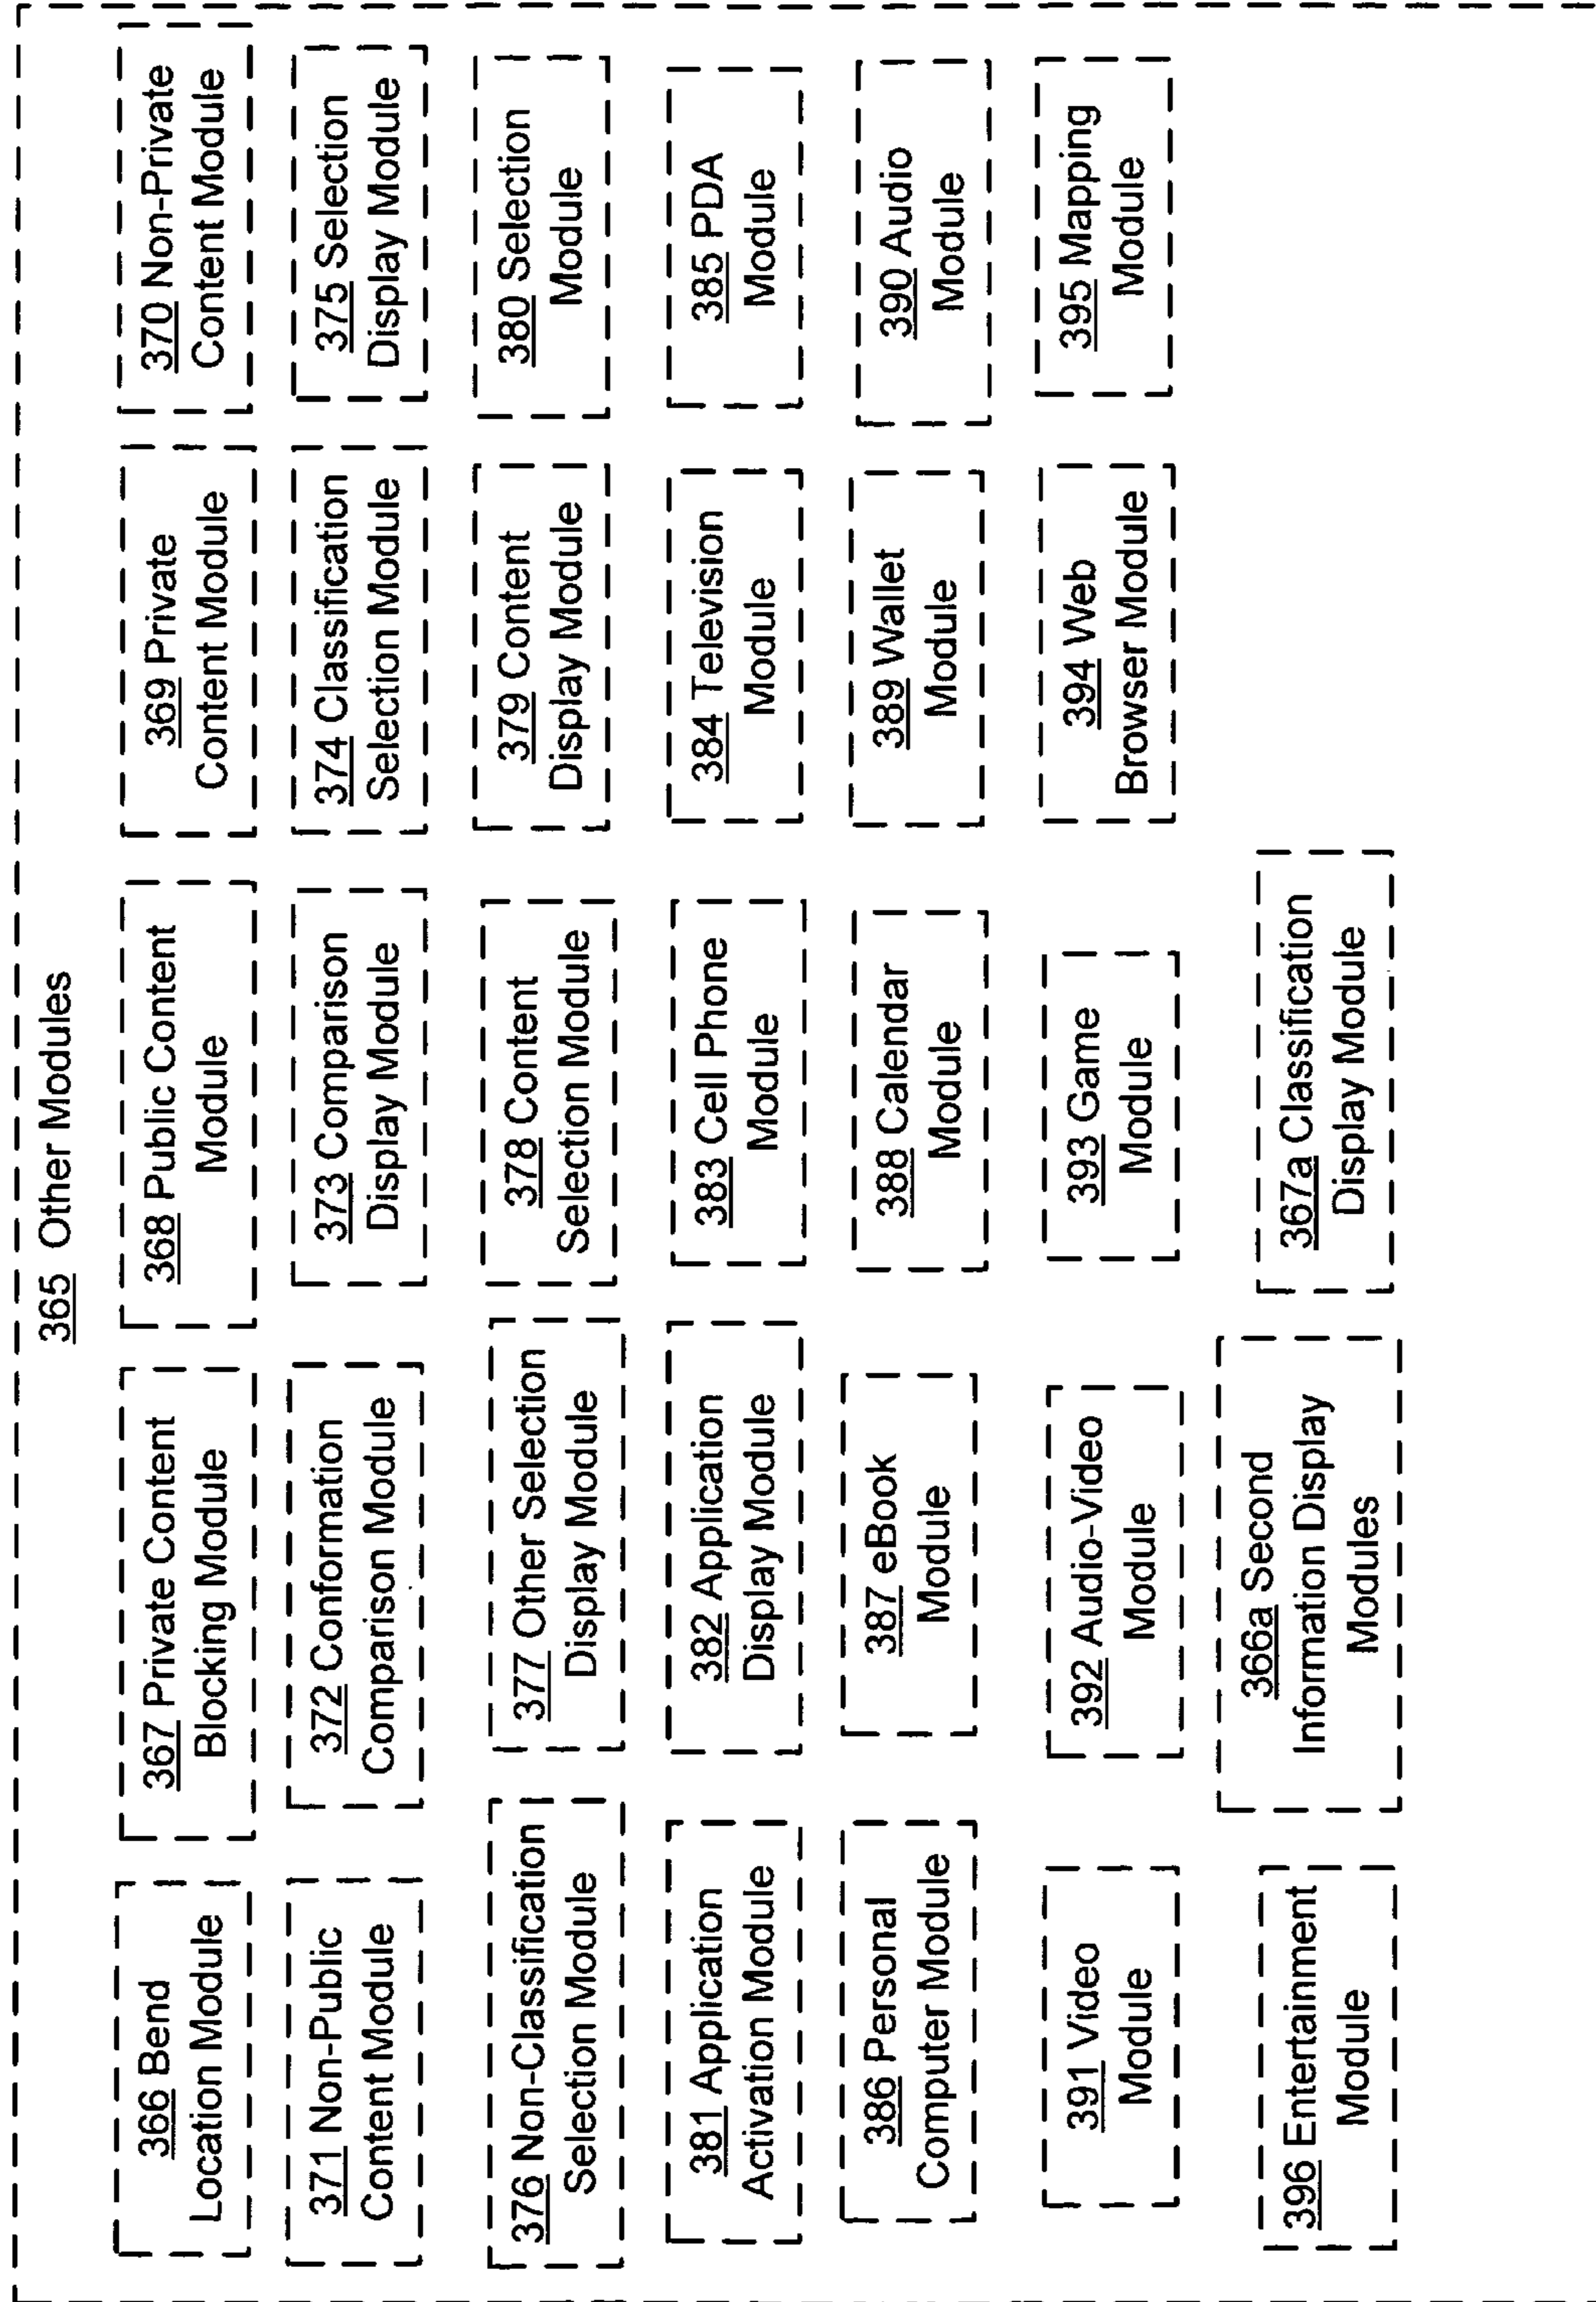 365 Other Modules
366 Bend
Location Module
367 Private Content
Blocking Module
368 Public Content
Module
369 Private
Content Module
370 Non-Private
Content Module
371 Non-Public
Content Module
372 Conformation
Comparison Module
373 Comparison
Display Module
374 Classification
Selection Module
375 Selection
Display Module
376 Non-Classification
Selection Module
377 Other Selection
Display Module
378 Content
Selection Module
379 Content
Display Module
380 Selection
Module
381 Application
Activation Module
382 Application
Display Module
383 Cell Phone
Module
384 Television
Module
385 PDA
Module
386 Personal
Computer Module
387 eBook
Module
388 Calendar
Module
389 Wallet
Module
390 Audio
Module
391 Video
Module
392 Audio-Video
Module
393 Game
Module
394 Web
Browser Module
395 Mapping
Module
396 Entertainment
Module
366a Second
Information Display
Modules
367a Classification
Display Module